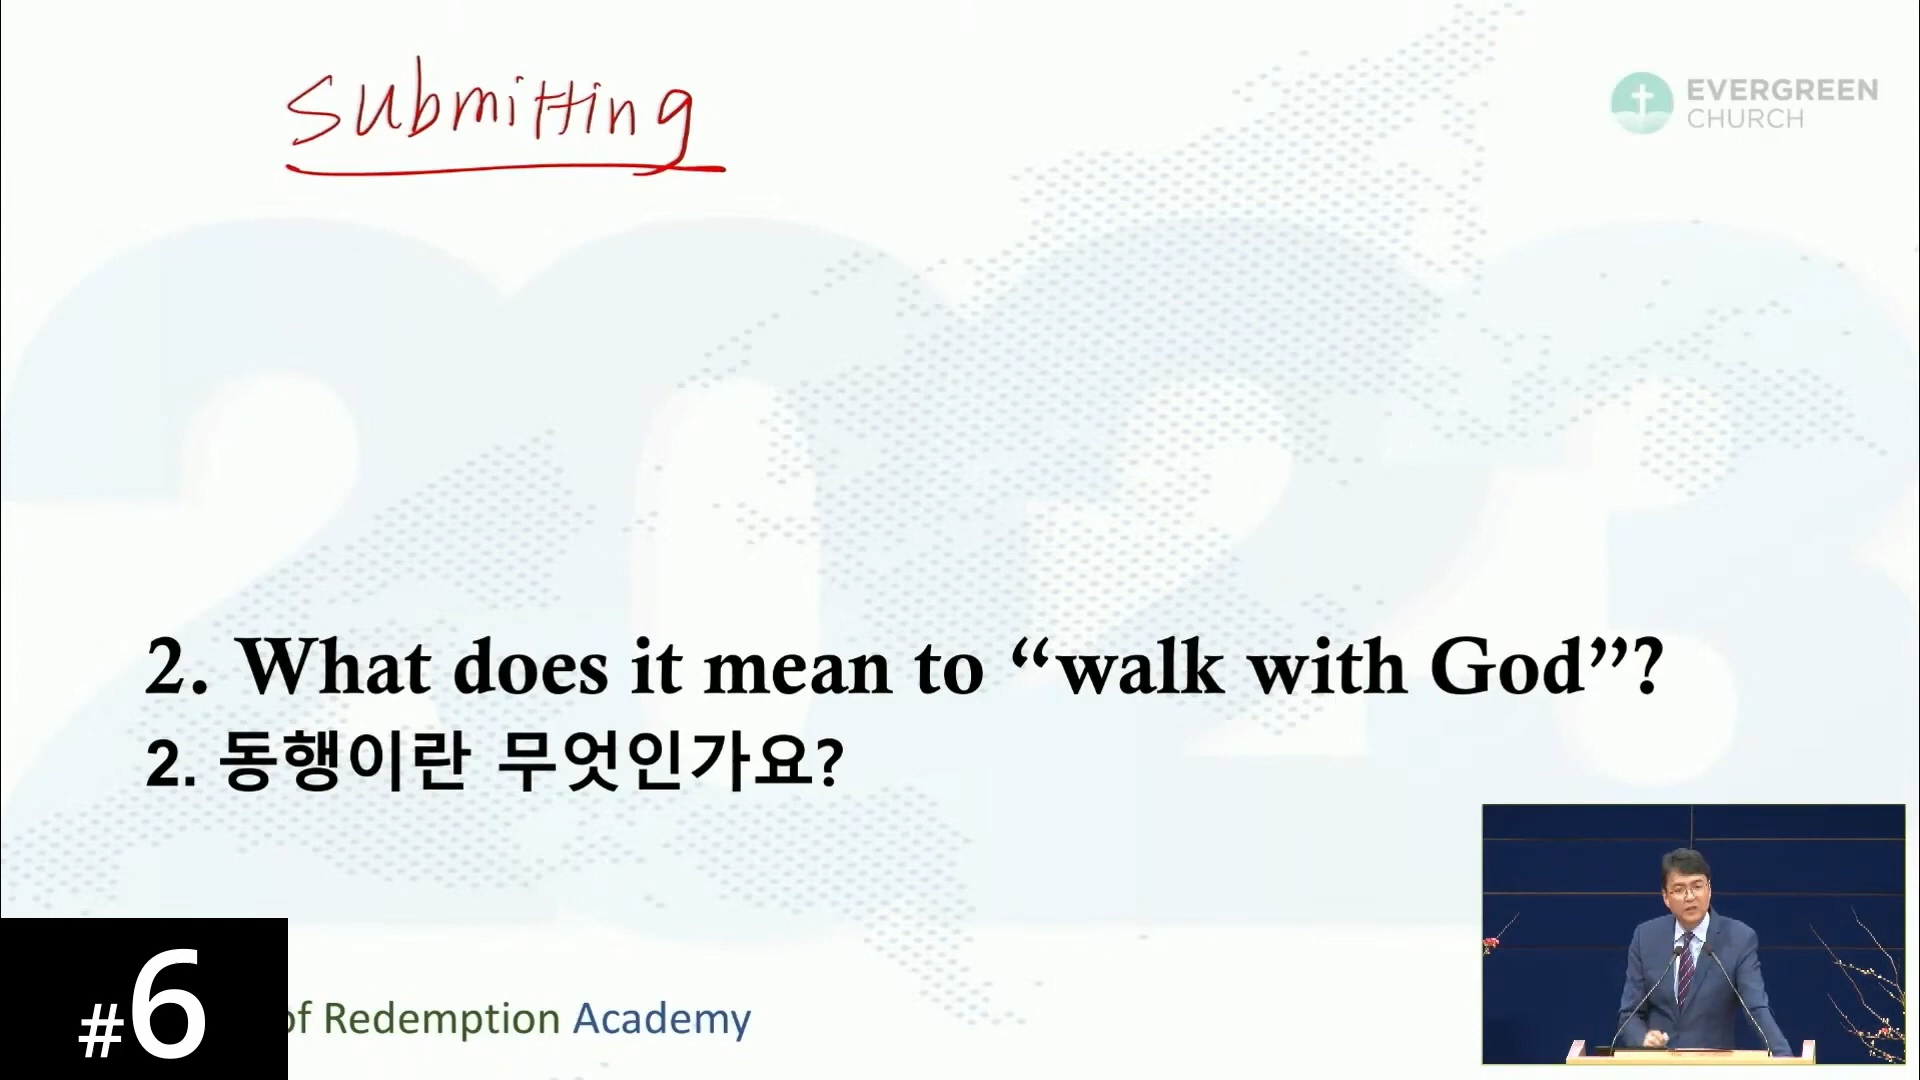 submitting
EVERGREEN
CHURCH
2023
2. What does it mean to “walk with God”?
2. 동행이란 무엇인가요?
#6
of Redemption Academy